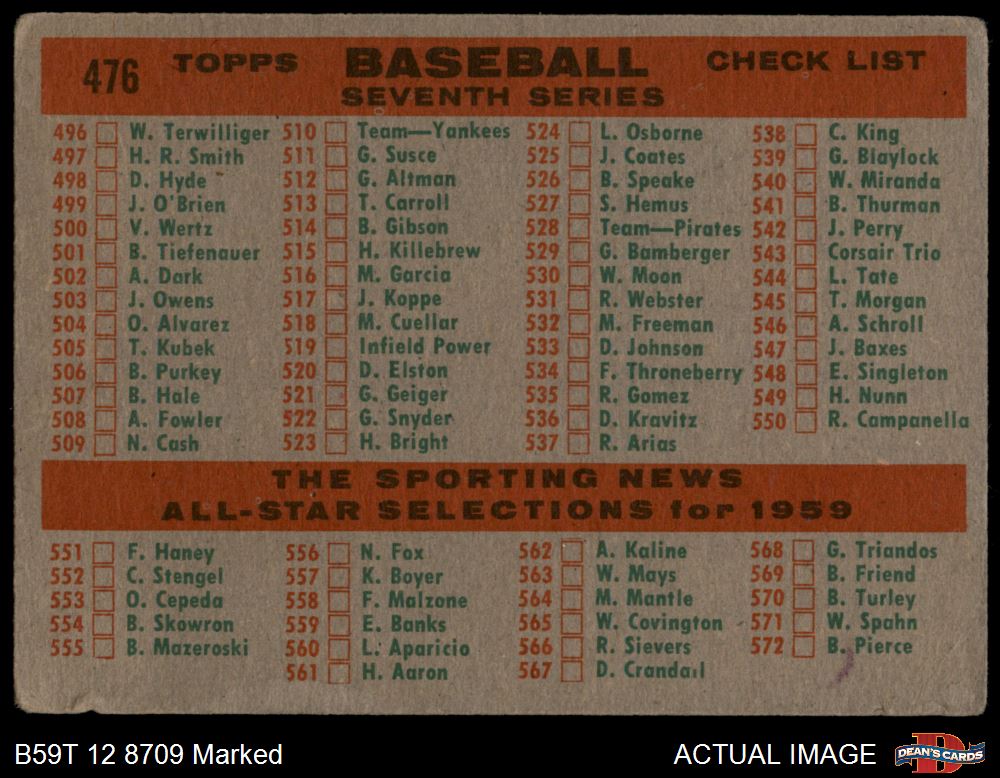 476 TOPPS BASEBALL CHECK LIST
SEVENTH SERIES
496 W. Terwilliger
497 H. R. Smith
498 D. Hyde
499 J. O'Brien
500 V. Wertz
501 B. Tiefenauer
502 A. Dark
503 J. Owens
504 O. Alvarez
505 T. Kubek
506 B. Purkey
507 B. Hale
508 A. Fowler
509 N. Cash
510 Team—Yankees
511 G. Susce
512 G. Altman
513 T. Carroll
514 B. Gibson
515 H. Killebrew
516 M. Garcia
517 J. Koppe
518 M. Cuellar
519 Infield Power
520 D. Elston
521 G. Geiger
522 G. Snyder
523 H. Bright
524 L. Osborne
525 J. Coates
526 B. Speake
527 S. Hemus
528 Team—Pirates
529 G. Bamberger
530 W. Moon
531 R. Webster
532 M. Freeman
533 D. Johnson
534 F. Throneberry
535 R. Gomez
536 D. Kravitz
537 R. Arias
538 C. King
539 G. Blaylock
540 W. Miranda
541 B. Thurman
542 J. Perry
543 Corsair Trio
544 L. Tate
545 T. Morgan
546 A. Schroll
547 J. Baxes
548 E. Singleton
549 H. Nunn
550 R. Campanella
THE SPORTING NEWS
ALL-STAR SELECTIONS for 1959
551 F. Haney
552 C. Stengel
553 O. Cepeda
554 B. Skowron
555 B. Mazeroski
556 N. Fox
557 K. Boyer
558 F. Malzone
559 E. Banks
560 L. Aparicio
561 H. Aaron
562 A. Kaline
563 W. Mays
564 M. Mantle
565 W. Covington
566 R. Sievers
567 D. Crandall
568 G. Triandos
569 B. Friend
570 B. Turley
571 W. Spahn
572 B. Pierce
B59T 12 8709 Marked
ACTUAL IMAGE
DEAN'S CARDS